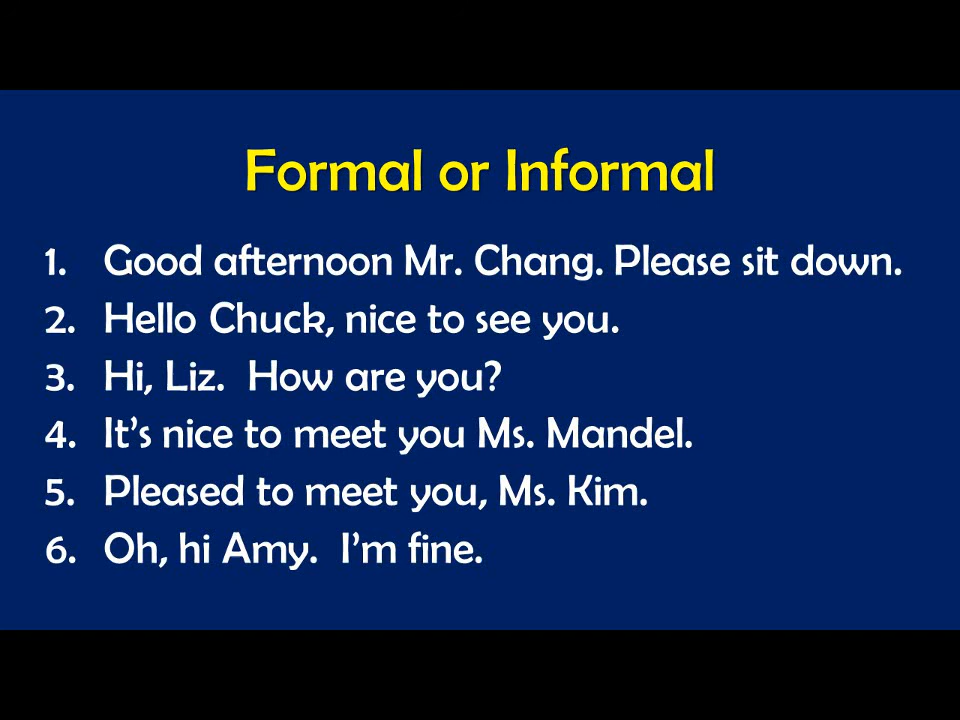 Formal or Informal
1. Good afternoon Mr. Chang. Please sit down.
2. Hello Chuck, nice to see you.
3. Hi, Liz.  How are you?
4. It's nice to meet you Ms. Mandel.
5. Pleased to meet you, Ms. Kim.
6. Oh, hi Amy.  I'm fine.